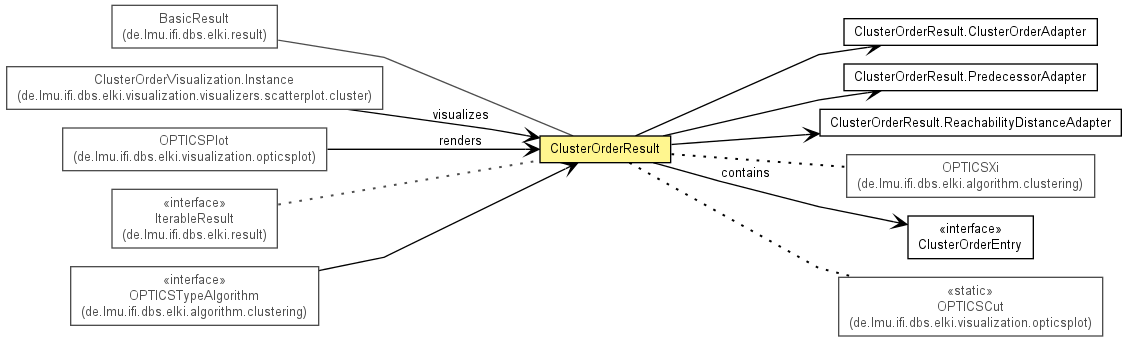 BasicResult
(de.lmu.ifi.dbs.elki.result)
ClusterOrderVisualization.Instance
(de.lmu.ifi.dbs.elki.visualization.visualizers.scatterplot.cluster)
visualizes
OPTICSPlot
(de.lmu.ifi.dbs.elki.visualization.opticsplot)
renders
«interface»
IterableResult
(de.lmu.ifi.dbs.elki.result)
«interface»
OPTICSTypeAlgorithm
(de.lmu.ifi.dbs.elki.algorithm.clustering)
ClusterOrderResult
ClusterOrderResult.ClusterOrderAdapter
ClusterOrderResult.PredecessorAdapter
ClusterOrderResult.ReachabilityDistanceAdapter
OPTICSXi
(de.lmu.ifi.dbs.elki.algorithm.clustering)
contains
«interface»
ClusterOrderEntry
«static»
OPTICSCut
(de.lmu.ifi.dbs.elki.visualization.opticsplot)